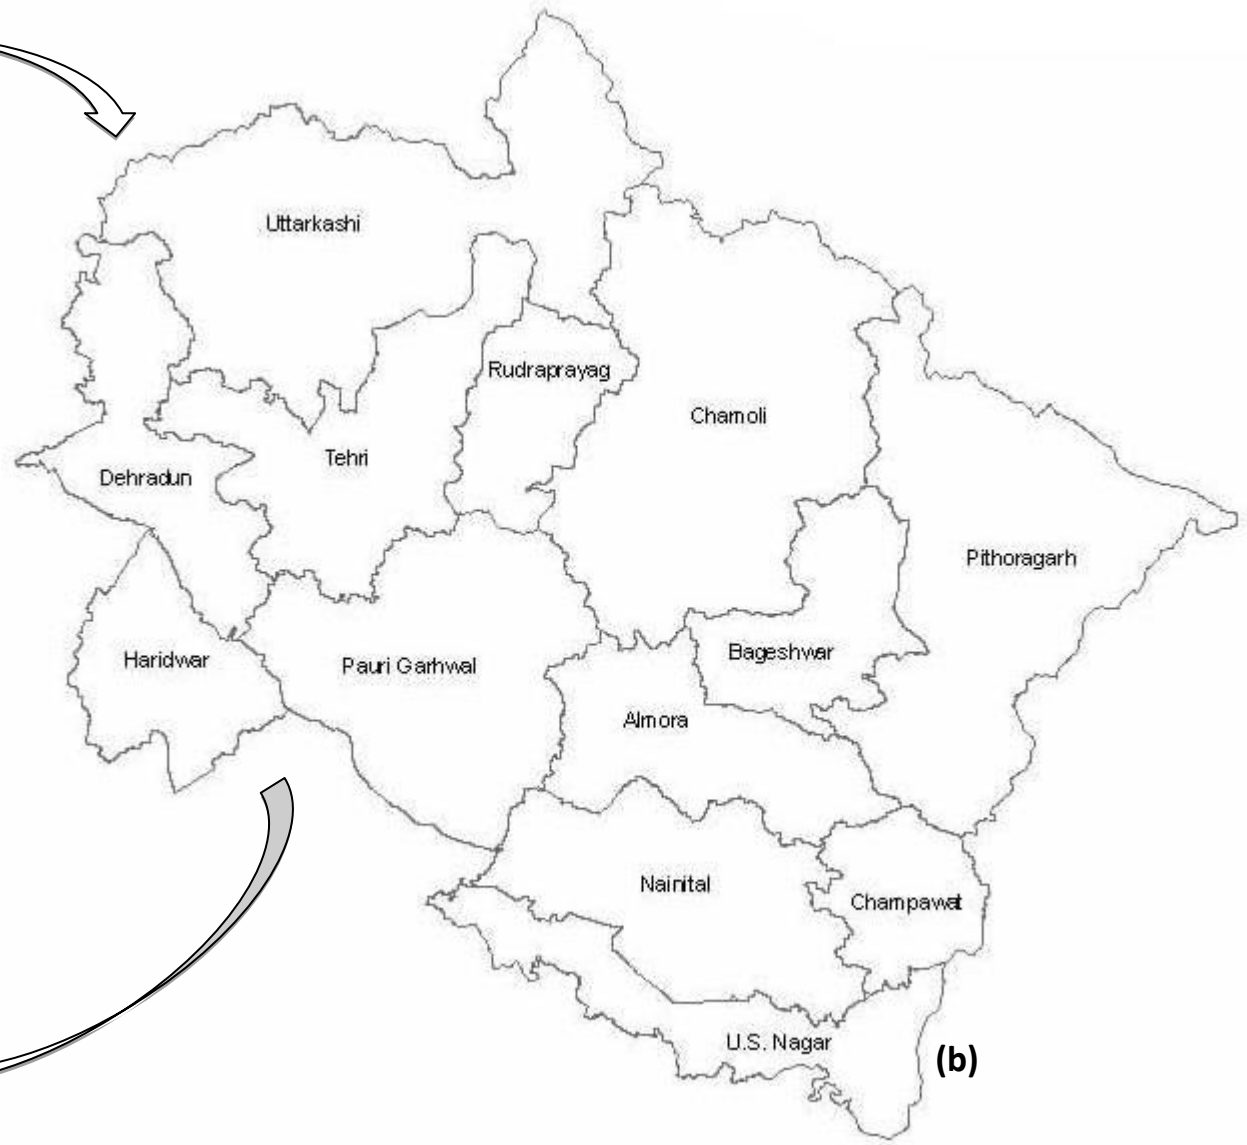 Uttarkashi
Rudraprayag
Chamoli
Tehri
Dehradun
Pithoragarh
Haridwar
Pauri Garhwal
Bageshwar
Almora
Nainital
Champawat
U.S. Nagar
(b)